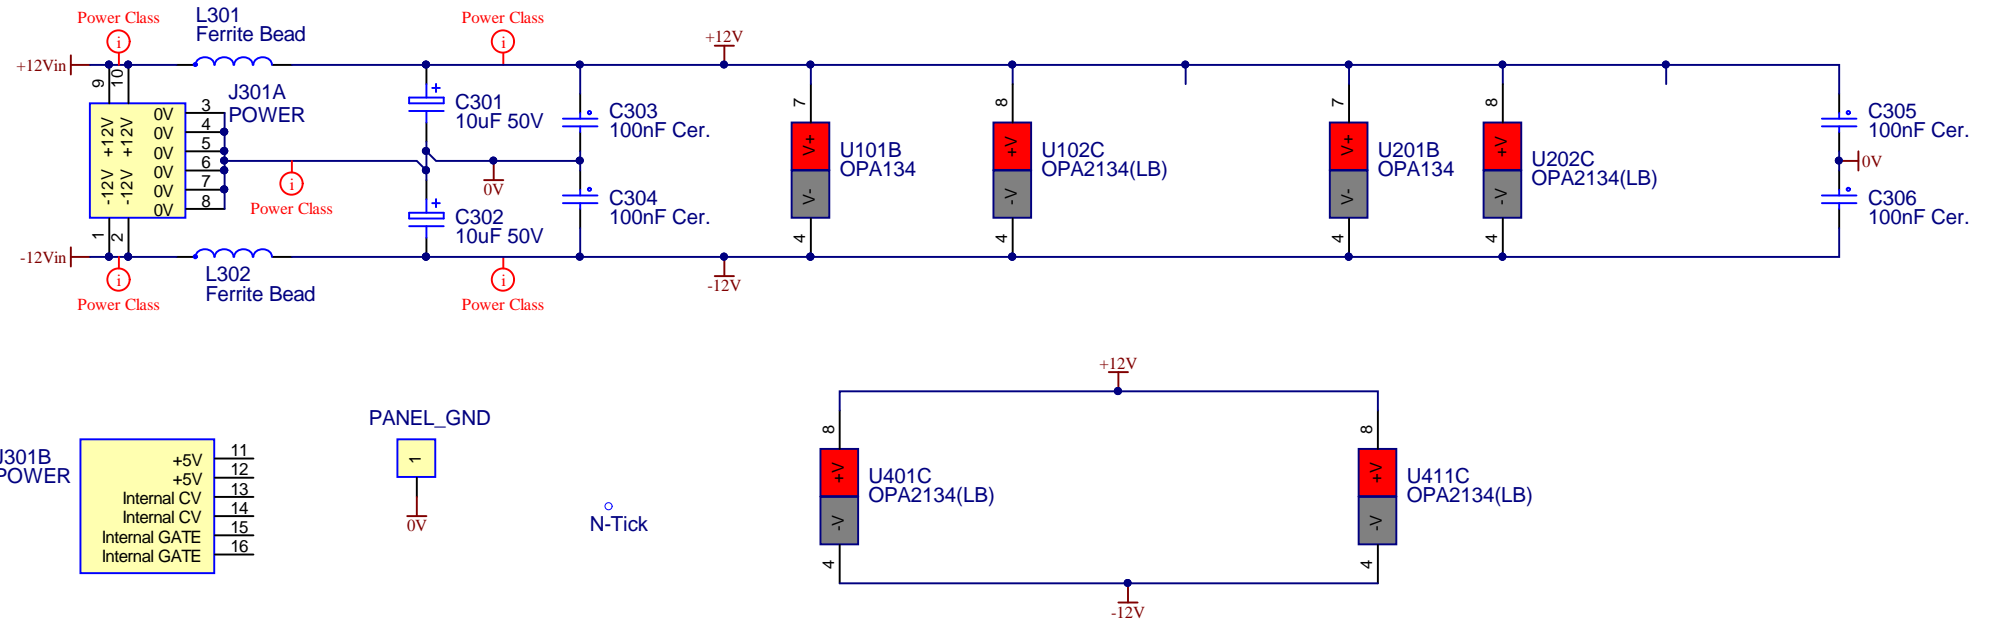 Power Class
L301
Ferrite Bead
Power Class
i
i
+12V
+12Vin
9
10
J301A
POWER
3
4
5
6
7
8
0V
0V
0V
0V
0V
0V
+12V
+12V
-12V
-12V
1
2
+
C301
10uF 50V
C303
100nF Cer.
i
Power Class
0V
+
C302
10uF 50V
C304
100nF Cer.
7
V+
V-
4
U101B
OPA134
8
+V
-V
4
U102C
OPA2134(LB)
7
V+
V-
4
U201B
OPA134
8
+V
-V
4
U202C
OPA2134(LB)
C305
100nF Cer.
0V
C306
100nF Cer.
-12Vin
i
Power Class
L302
Ferrite Bead
i
Power Class
-12V
J301B
POWER
+5V
+5V
Internal CV
Internal CV
Internal GATE
Internal GATE
11
12
13
14
15
16
PANEL_GND
1
0V
N-Tick
+12V
8
+V
-V
4
U401C
OPA2134(LB)
8
+V
-V
4
U411C
OPA2134(LB)
-12V